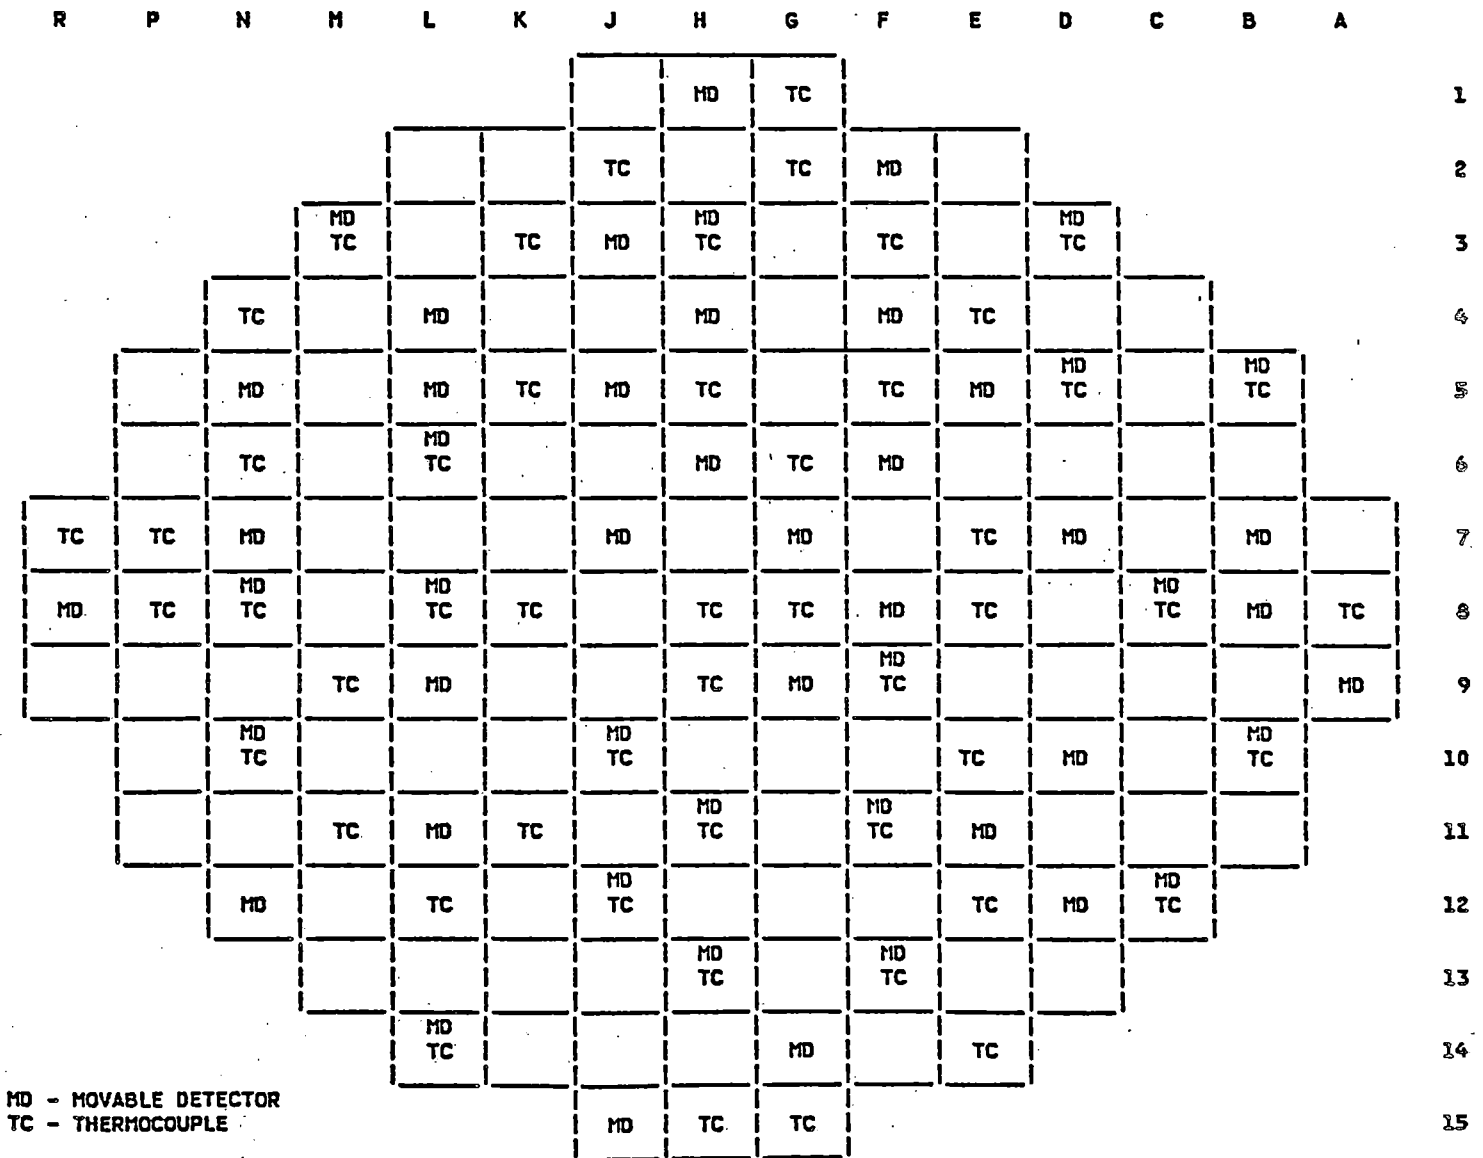 R P N M L K J H G F E D C B A
MD TC 1
TC TC MD 2
MD MD MD
TC TC MD TC TC TC 3
TC MD MD MD TC 4
MD MD
MD MD TC MD TC TC MD TC TC 5
MD
TC TC MD TC MD 6
TC TC MD MD MD TC MD MD 7
MD MD MD
MD TC TC TC TC TC TC MD TC TC MD TC 8
MD
TC MD TC MD TC MD 9
MD MD MD
TC TC TC MD TC 10
MD MD
TC MD TC TC TC MD 11
MD MD
MD TC TC TC MD TC 12
MD MD
TC TC 13
MD
TC MD TC 14
MD - MOVABLE DETECTOR
TC - THERMOCOUPLE
MD TC TC 15